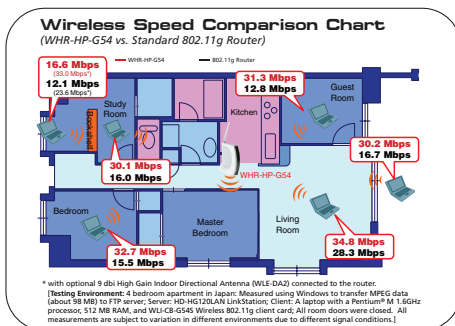 Wireless Speed Comparison Chart
(WHR-HP-G54 vs. Standard 802.11g Router)
WHR-HP-G54
802.11g Router
16.6 Mbps
(33.0 Mbps*)
12.1 Mbps
(23.6 Mbps*)
Study
Room
Bookshelf
31.3 Mbps
12.8 Mbps
Guest
Room
Kitchen
30.1 Mbps
16.0 Mbps
30.2 Mbps
16.7 Mbps
WHR-HP-G54
Bedroom
Master
Bedroom
Living
Room
32.7 Mbps
15.5 Mbps
34.8 Mbps
28.3 Mbps
* with optional 9 dbi High Gain Indoor Directional Antenna (WLE-DA2) connected to the router.
[Testing Environment: 4 bedroom apartment in Japan: Measured using Windows to transfer MPEG data
(about 98 MB) to FTP server; Server: HD-HG120LAN LinkStation; Client: A laptop with a Pentium® M 1.6GHz
processor, 512 MB RAM, and WLI-CB-G54S Wireless 802.11g client card; All room doors were closed. All
measurements are subject to variation in different environments due to different signal conditions.]